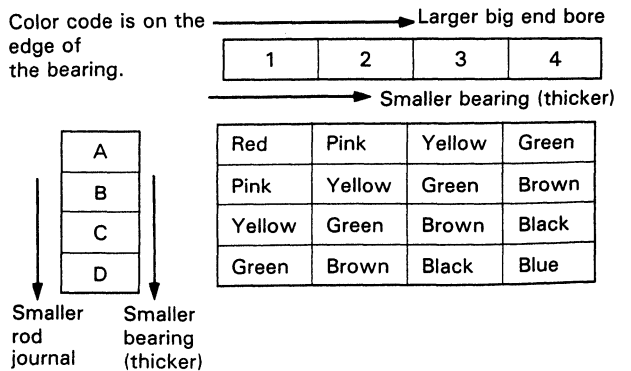 Color code is on the
edge of
the bearing.
Larger big end bore
1 2 3 4
Smaller bearing (thicker)
A
B
C
D
Red Pink Yellow Green
Pink Yellow Green Brown
Yellow Green Brown Black
Green Brown Black Blue
Smaller
rod
journal
Smaller
bearing
(thicker)